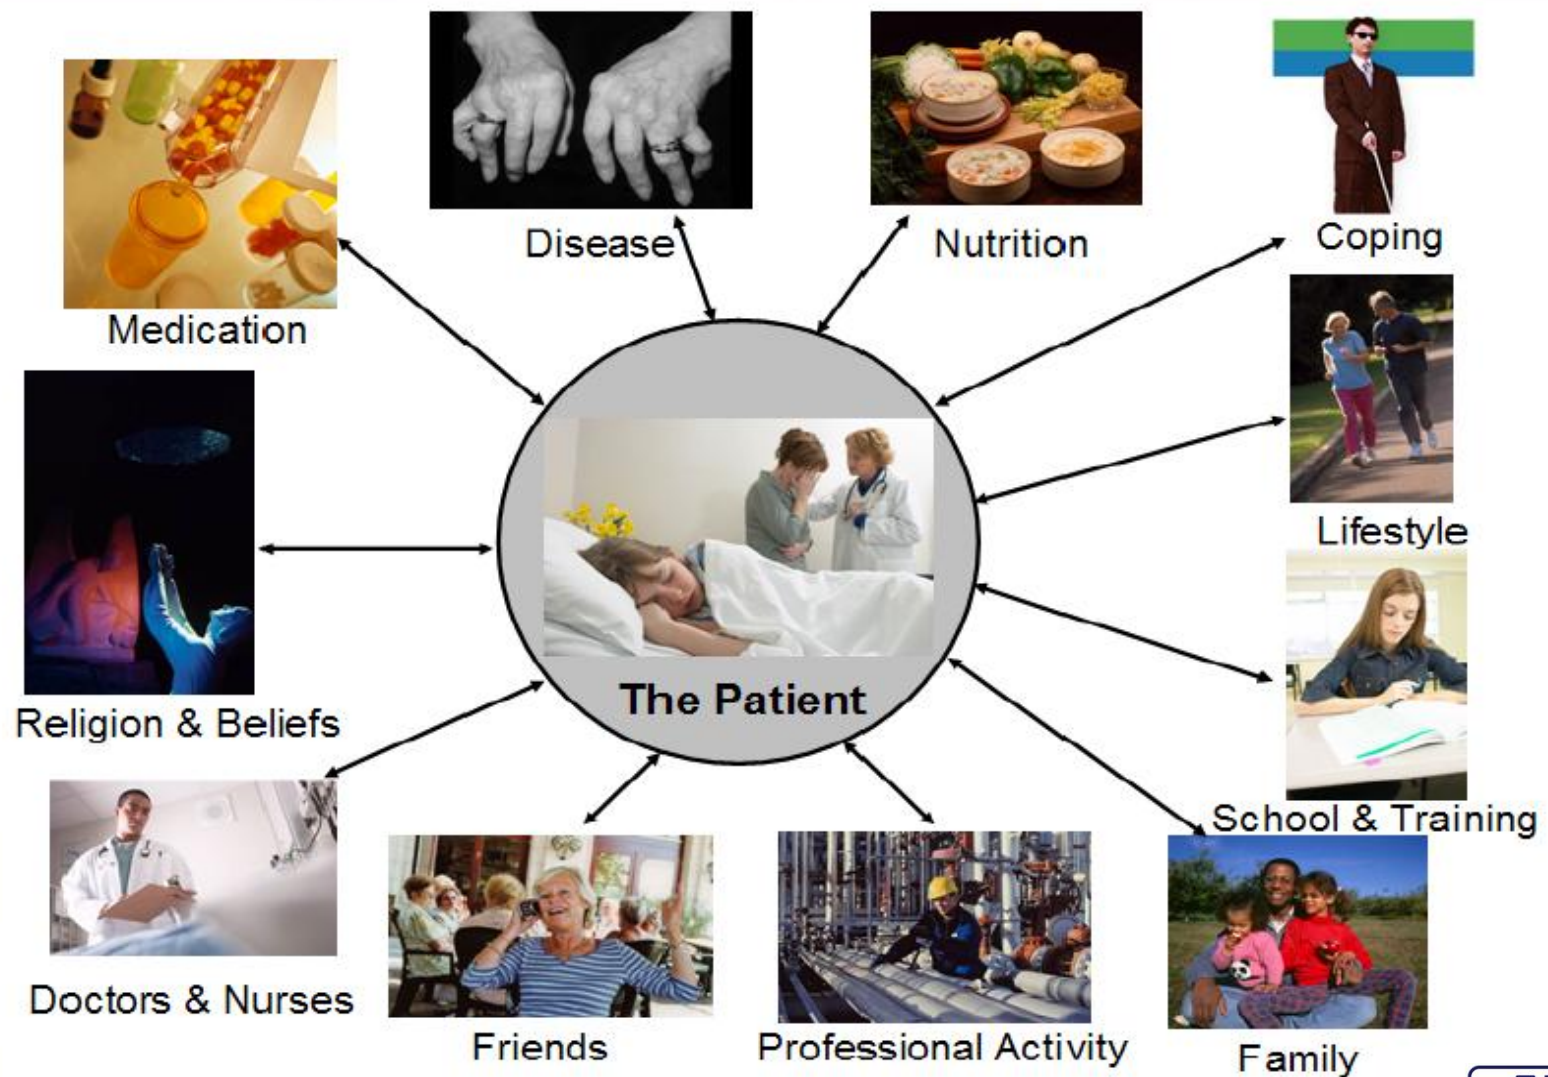 Disease
Nutrition
Coping
Medication
Lifestyle
The Patient
Religion & Beliefs
School & Training
Doctors & Nurses
Friends
Professional Activity
Family